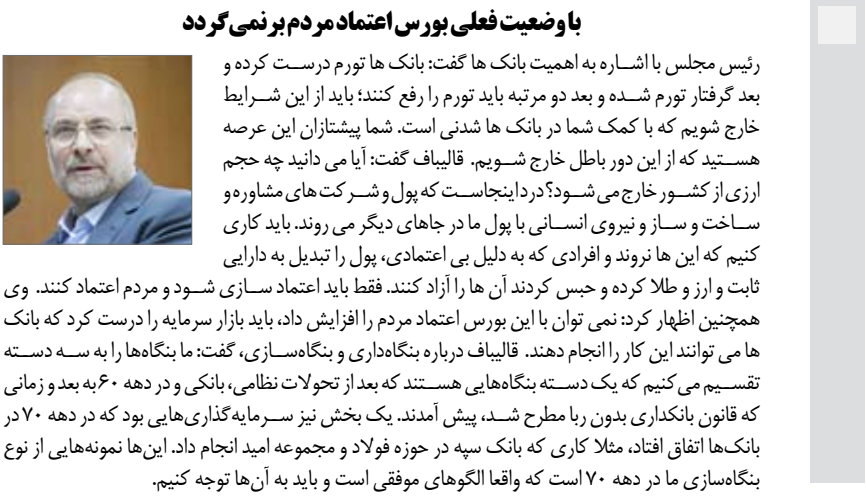 با وضعیت فعلی بورس اعتماد مردم برنمی گردد
رئیس مجلس با اشاره به اهمیت بانک ها گفت: بانک ها تورم درست کرده و
بعد گرفتار تورم شده و بعد دو مرتبه باید تورم را رفع کنند؛ باید از این شرایط
خارج شویم که با کمک شما در بانک ها شدنی است. شما پیشتازان این عرصه
هستید که از این دور باطل خارج شویم. قالیباف گفت: آیا می دانید چه حجم
ارزی از کشور خارج می شود؟ درد اینجاست که پول و شرکت های مشاوره و
ساخت و ساز و نیروی انسانی با پول ما در جاهای دیگر می روند. باید کاری
کنیم که این ها نروند و افرادی که به دلیل بی اعتمادی، پول را تبدیل به دارایی
ثابت و ارز و طلا کرده و حبس کردند آن ها را آزاد کنند. فقط باید اعتماد سازی شود و مردم اعتماد کنند. وی
همچنین اظهار کرد: نمی توان با این بورس اعتماد مردم را افزایش داد، باید بازار سرمایه را درست کرد که بانک
ها می توانند این کار را انجام دهند. قالیباف درباره بنگاه‌داری و بنگاه‌سازی، گفت: ما بنگاه‌ها را به سه دسته
تقسیم می‌کنیم که یک دسته بنگاه‌هایی هستند که بعد از تحولات نظامی، بانکی و در دهه ۶۰ به بعد و زمانی
که قانون بانکداری بدون ربا مطرح شد، پیش آمدند. یک بخش نیز سرمایه‌گذاری‌هایی بود که در دهه ۷۰ در
بانک‌ها اتفاق افتاد، مثلا کاری که بانک سپه در حوزه فولاد و مجموعه امید انجام داد. این‌ها نمونه‌هایی از نوع
بنگاه‌سازی ما در دهه ۷۰ است که واقعا الگوهای موفقی است و باید به آن‌ها توجه کنیم.